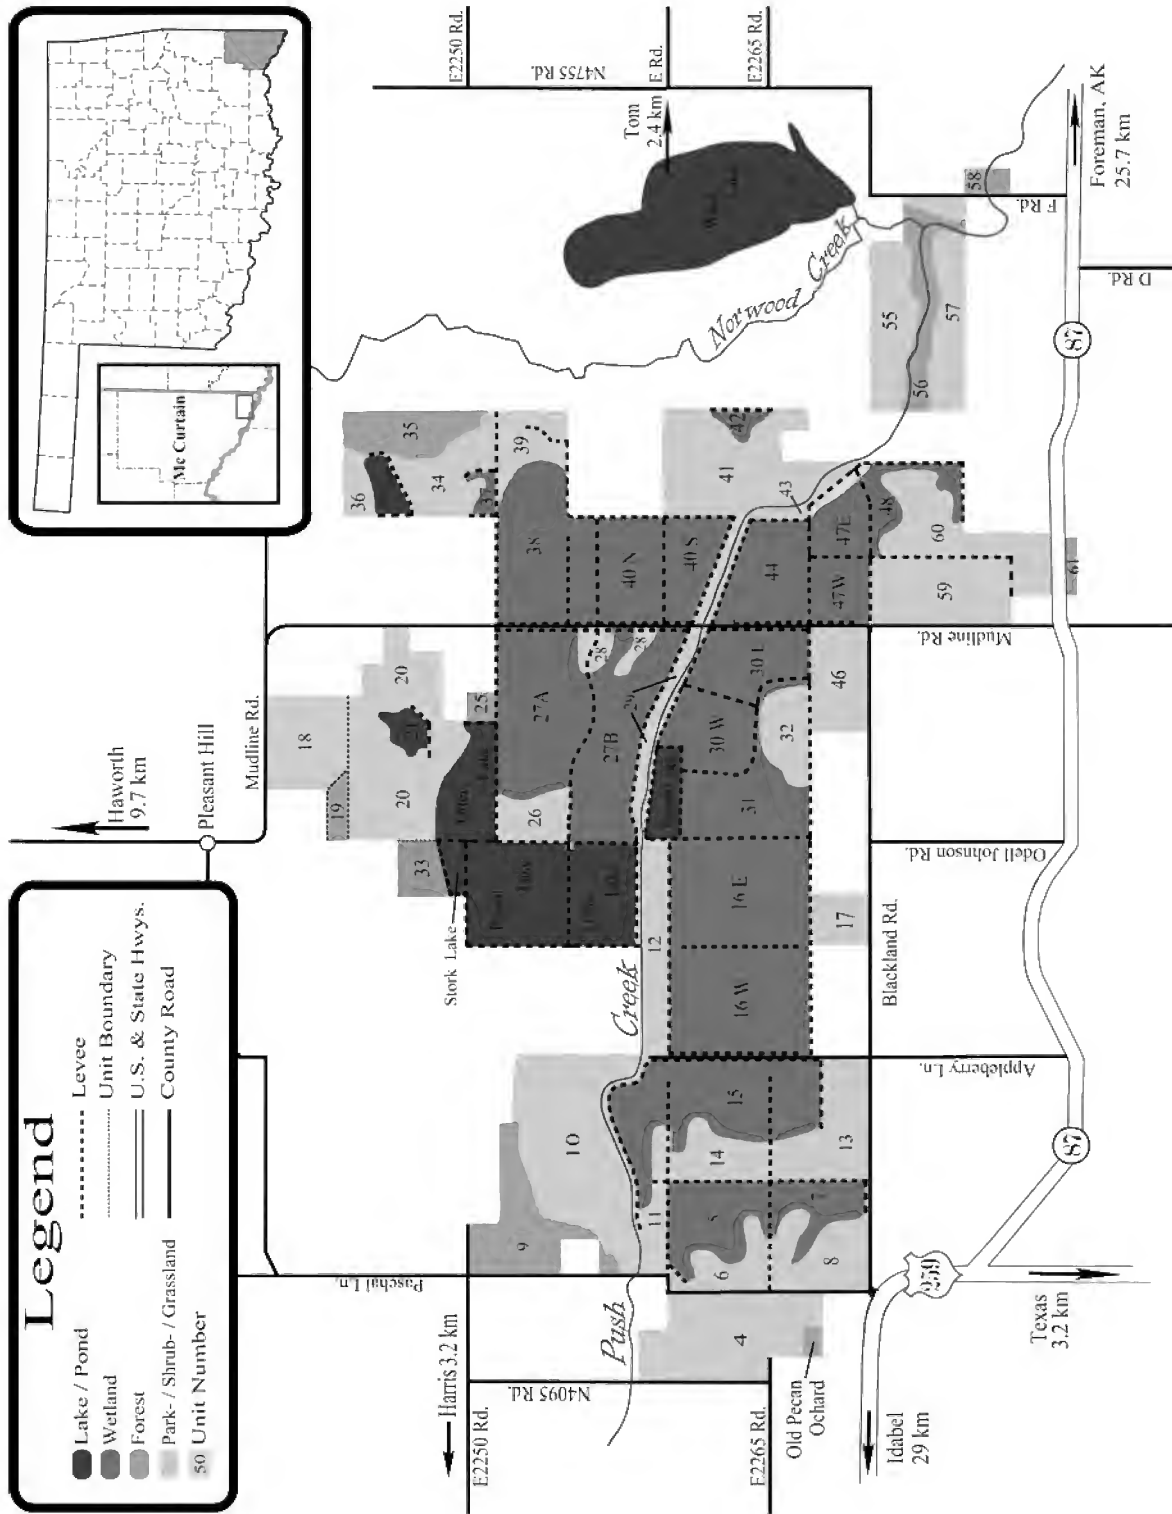 Legend
Lake / Pond
Wetland
Forest
Park- / Shrub- / Grassland
50 Unit Number
Levee
Unit Boundary
U.S. & State Hwys.
County Road
Mc Curtain
Haworth
9.7 km
Pleasant Hill
Mudline Rd.
Harris 3.2 km
E2250 Rd.
N4095 Rd.
E2265 Rd.
Paschal Ln.
Old Pecan
Ochard
Idabel
29 km
259
Texas
3.2 km
87
Appleberry Ln.
Blackland Rd.
Odell Johnson Rd.
Mudline Rd.
87
D Rd.
F Rd.
Foreman, AK
25.7 km
E2250 Rd.
E Rd.
E2265 Rd.
N4755 Rd.
Tom
2.4 km
Norwood Creek
Push Creek
Stork Lake
4
5
6
8
9
10
11
12
13
14
15
16 W
16 E
17
18
19
20
20
21
25
26
27A
27B
28
28
29
30 W
31
32
33
34
35
36
37
38
39
40 N
40 S
41
42
43
44
46
47W
47E
48
55
56
57
58
59
60
61